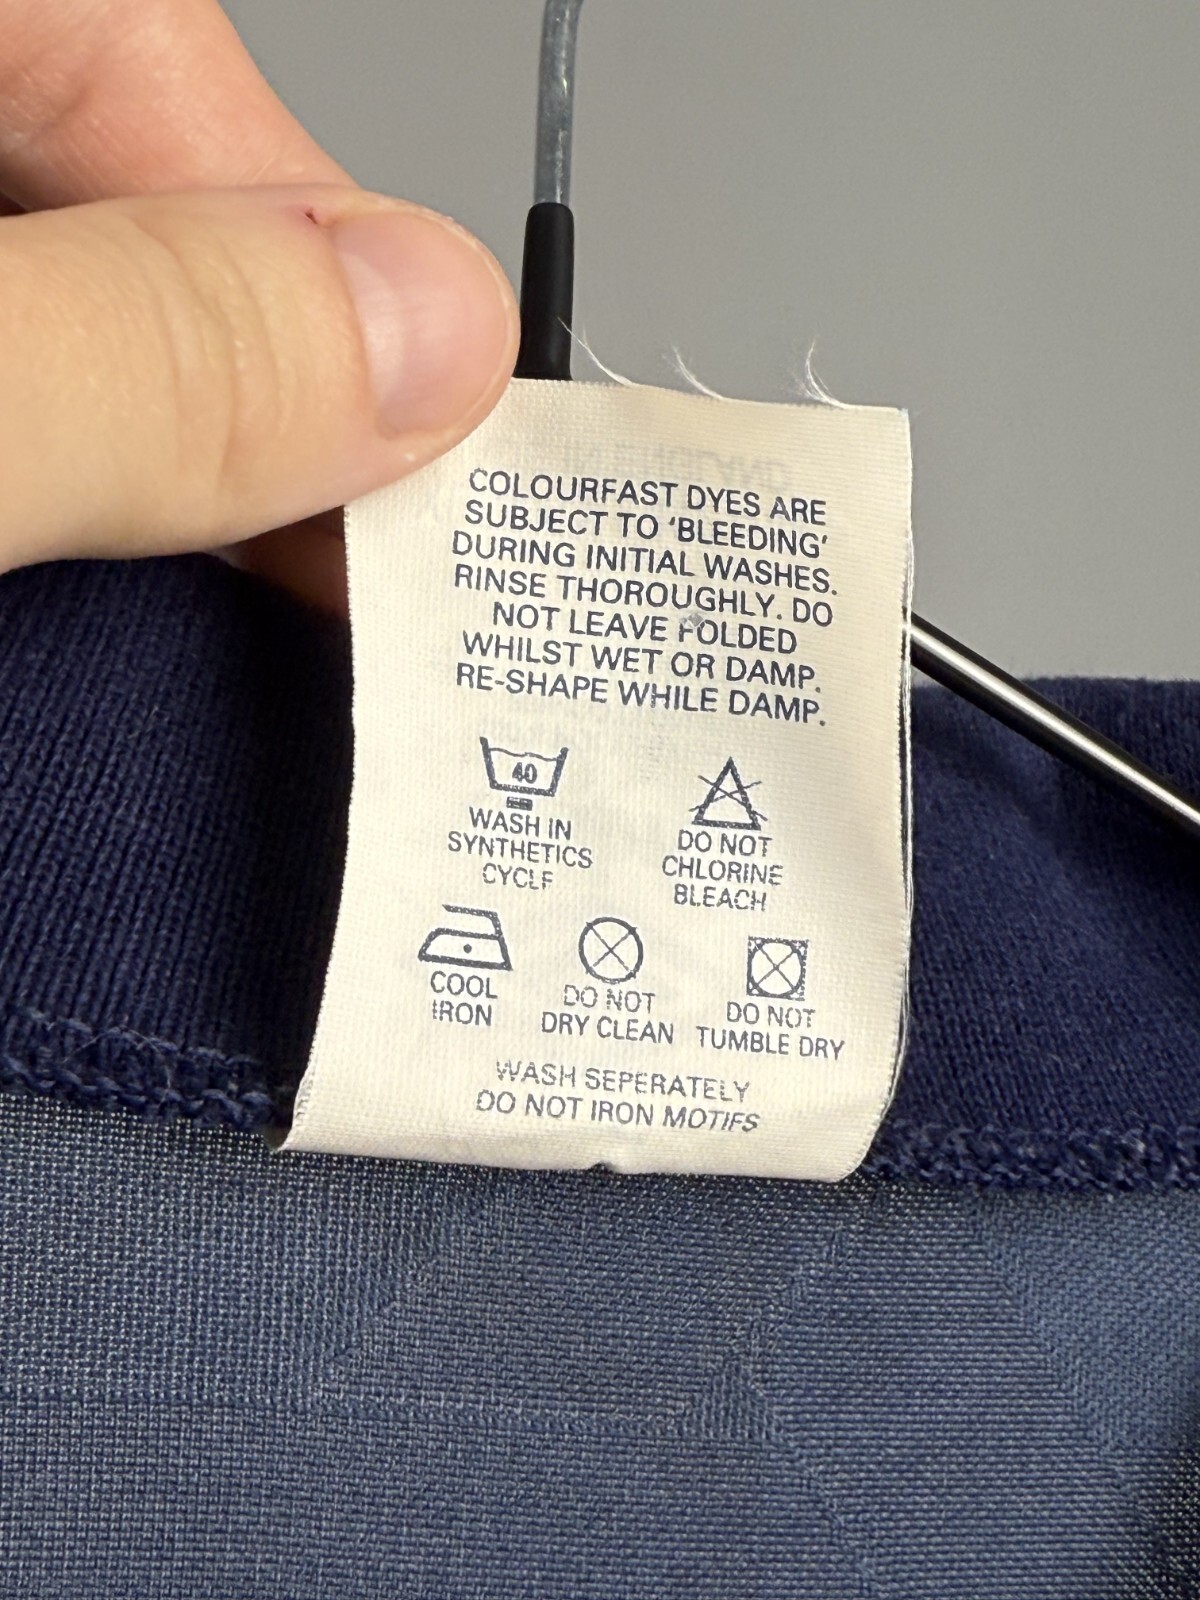 COLOURFAST DYES ARE
SUBJECT TO 'BLEEDING'
DURING INITIAL WASHES.
RINSE THOROUGHLY. DO
NOT LEAVE FOLDED
WHILST WET OR DAMP.
RE-SHAPE WHILE DAMP.
40
WASH IN
SYNTHETICS
CYCLE
DO NOT
CHLORINE
BLEACH
COOL
IRON
DO NOT
DRY CLEAN
DO NOT
TUMBLE DRY
WASH SEPERATELY
DO NOT IRON MOTIFS